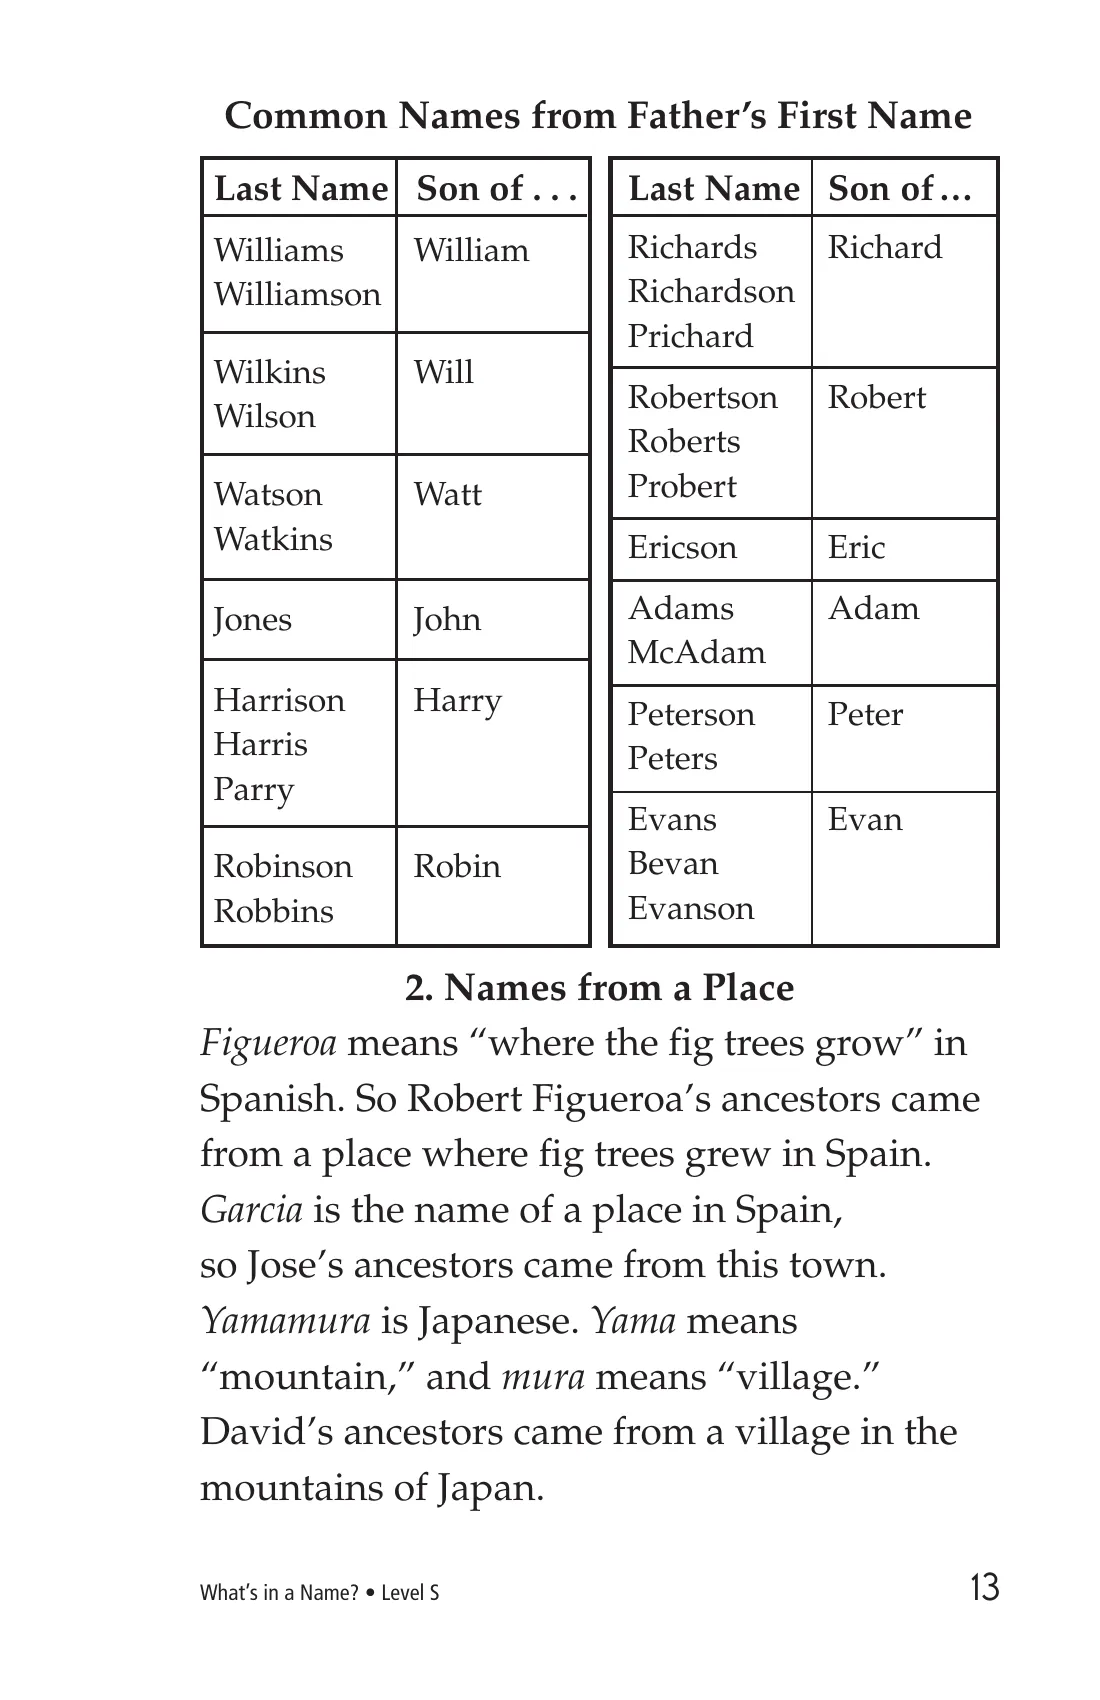 Common Names from Father’s First Name
Last Name Son of . . .
Williams William
Williamson
Wilkins Will
Wilson
Watson Watt
Watkins
Jones John
Harrison Harry
Harris
Parry
Robinson Robin
Robbins
Last Name Son of ...
Richards Richard
Richardson
Prichard
Robertson Robert
Roberts
Probert
Ericson Eric
Adams Adam
McAdam
Peterson Peter
Peters
Evans Evan
Bevan
Evanson
2. Names from a Place
Figueroa means “where the fig trees grow” in
Spanish. So Robert Figueroa’s ancestors came
from a place where fig trees grew in Spain.
Garcia is the name of a place in Spain,
so Jose’s ancestors came from this town.
Yamamura is Japanese. Yama means
“mountain,” and mura means “village.”
David’s ancestors came from a village in the
mountains of Japan.
What’s in a Name? • Level S 13